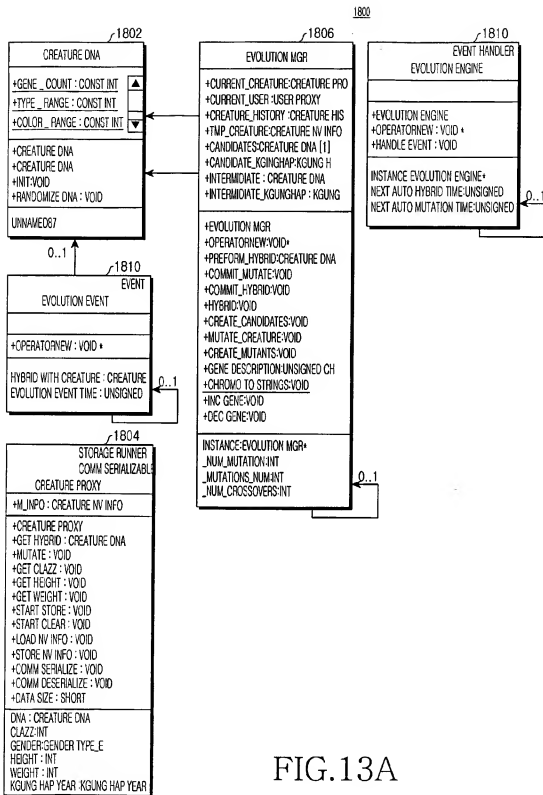 1800
1802
CREATURE DNA
+GENE_COUNT : CONST INT
+TYPE_RANGE : CONST INT
+COLOR_RANGE : CONST INT
+CREATURE DNA
+CREATURE DNA
+INIT:VOID
+RANDOMIZE DNA : VOID
UNNAMED87
0..1
1810
EVENT
EVOLUTION EVENT
+OPERATORNEW : VOID *
HYBRID WITH CREATURE : CREATURE
EVOLUTION EVENT TIME : UNSIGNED
0..1
1804
STORAGE RUNNER
COMM SERIALIZABLE
CREATURE PROXY
+M_INPO : CREATURE NV INFO
+CREATURE PROXY
+GET HYBRID : CREATURE DNA
+MUTATE : VOID
+GET CLAZZ : VOID
+GET HEIGHT : VOID
+GET WEIGHT : VOID
+START STORE : VOID
+START CLEAR : VOID
+LOAD NV INFO : VOID
+STORE NV INFO : VOID
+COMM SERIALIZE : VOID
+COMM DESERIALIZE : VOID
+DATA SIZE : SHORT
DNA : CREATURE DNA
CLAZZ:INT
GENDER:GENDER TYPE_E
HEIGHT : INT
WEIGHT : INT
KGUNG HAP YEAR :KGUNG HAP YEAR
1806
EVOLUTION MGR
+CURRENT_CREATURE:CREATURE PRO
+CURRENT_USER :USER PROXY
+CREATURE_HISTORY :CREATURE HIS
+TMP_CREATURE:CREATURE NV INFO
+CANDIDATES:CREATURE DNA [1]
+CANDIDATE_KGINGHAP:KGUNG H
+INTERMIDIATE : CREATURE DNA
+INTERMIDIATE_KGUNGHAP : KGUNG
+EVOLUTION MGR
+OPERATORNEW:VOID*
+PREFORM_HYBRID:CREATURE DNA
+COMMIT_MUTATE:VOID
+COMMIT_HYBRID:VOID
+HYBRID:VOID
+CREATE_CANDIDATES:VOID
+MUTATE_CREATURE:VOID
+CREATE_MUTANTS:VOID
+GENE DESCRIPTION:UNSIGNED CH
+CHROMO TO STRINGS:VOID
+INC GENE:VOID
+DEC GENE:VOID
INSTANCE:EVOLUTION MGR*
_NUM_MUTATION:INT
_MUTATIONS_NUM:INT
_NUM_CROSSOVERS:INT
0..1
1810
EVENT HANDLER
EVOLUTION ENGINE
+EVOLUTION ENGINE
+OPERATORNEW : VOID *
+HANDLE EVENT : VOID
INSTANCE EVOLUTION ENGINE*
NEXT AUTO HYBRID TIME:UNSIGNED
NEXT AUTO MUTATION TIME:UNSIGNED
0..1
FIG.13A